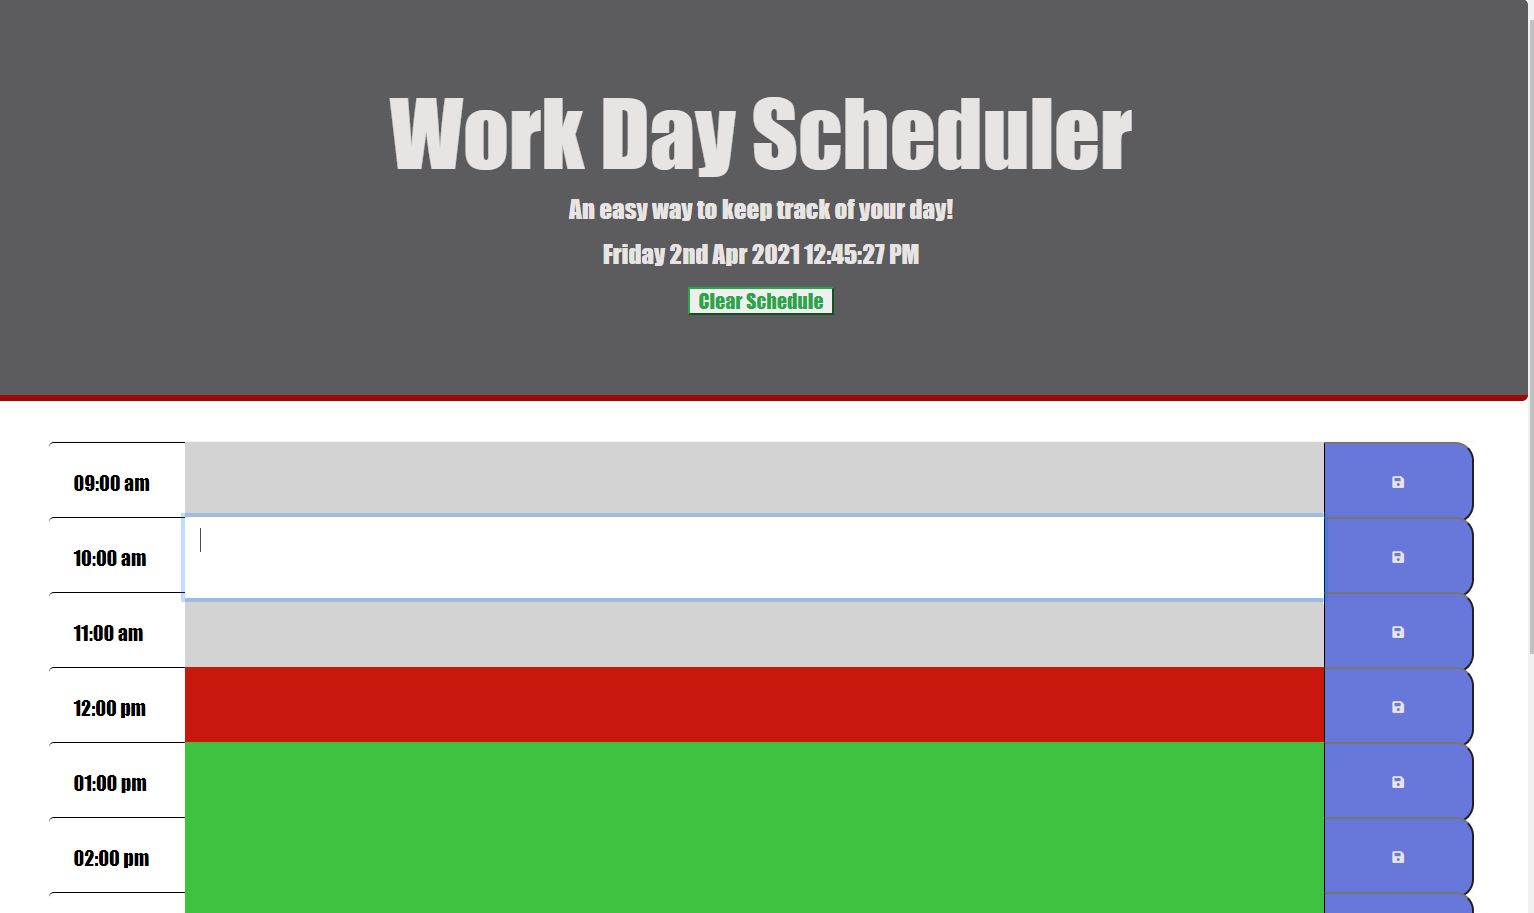 Work Day Scheduler
An easy way to keep track of your day!
Friday 2nd Apr 2021 12:45:27 PM
Clear Schedule
09:00 am
10:00 am
11:00 am
12:00 pm
01:00 pm
02:00 pm